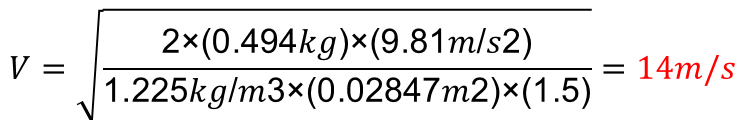 V = √(2×(0.494kg)×(9.81m/s2) / 1.225kg/m3×(0.02847m2)×(1.5)) = 14m/s